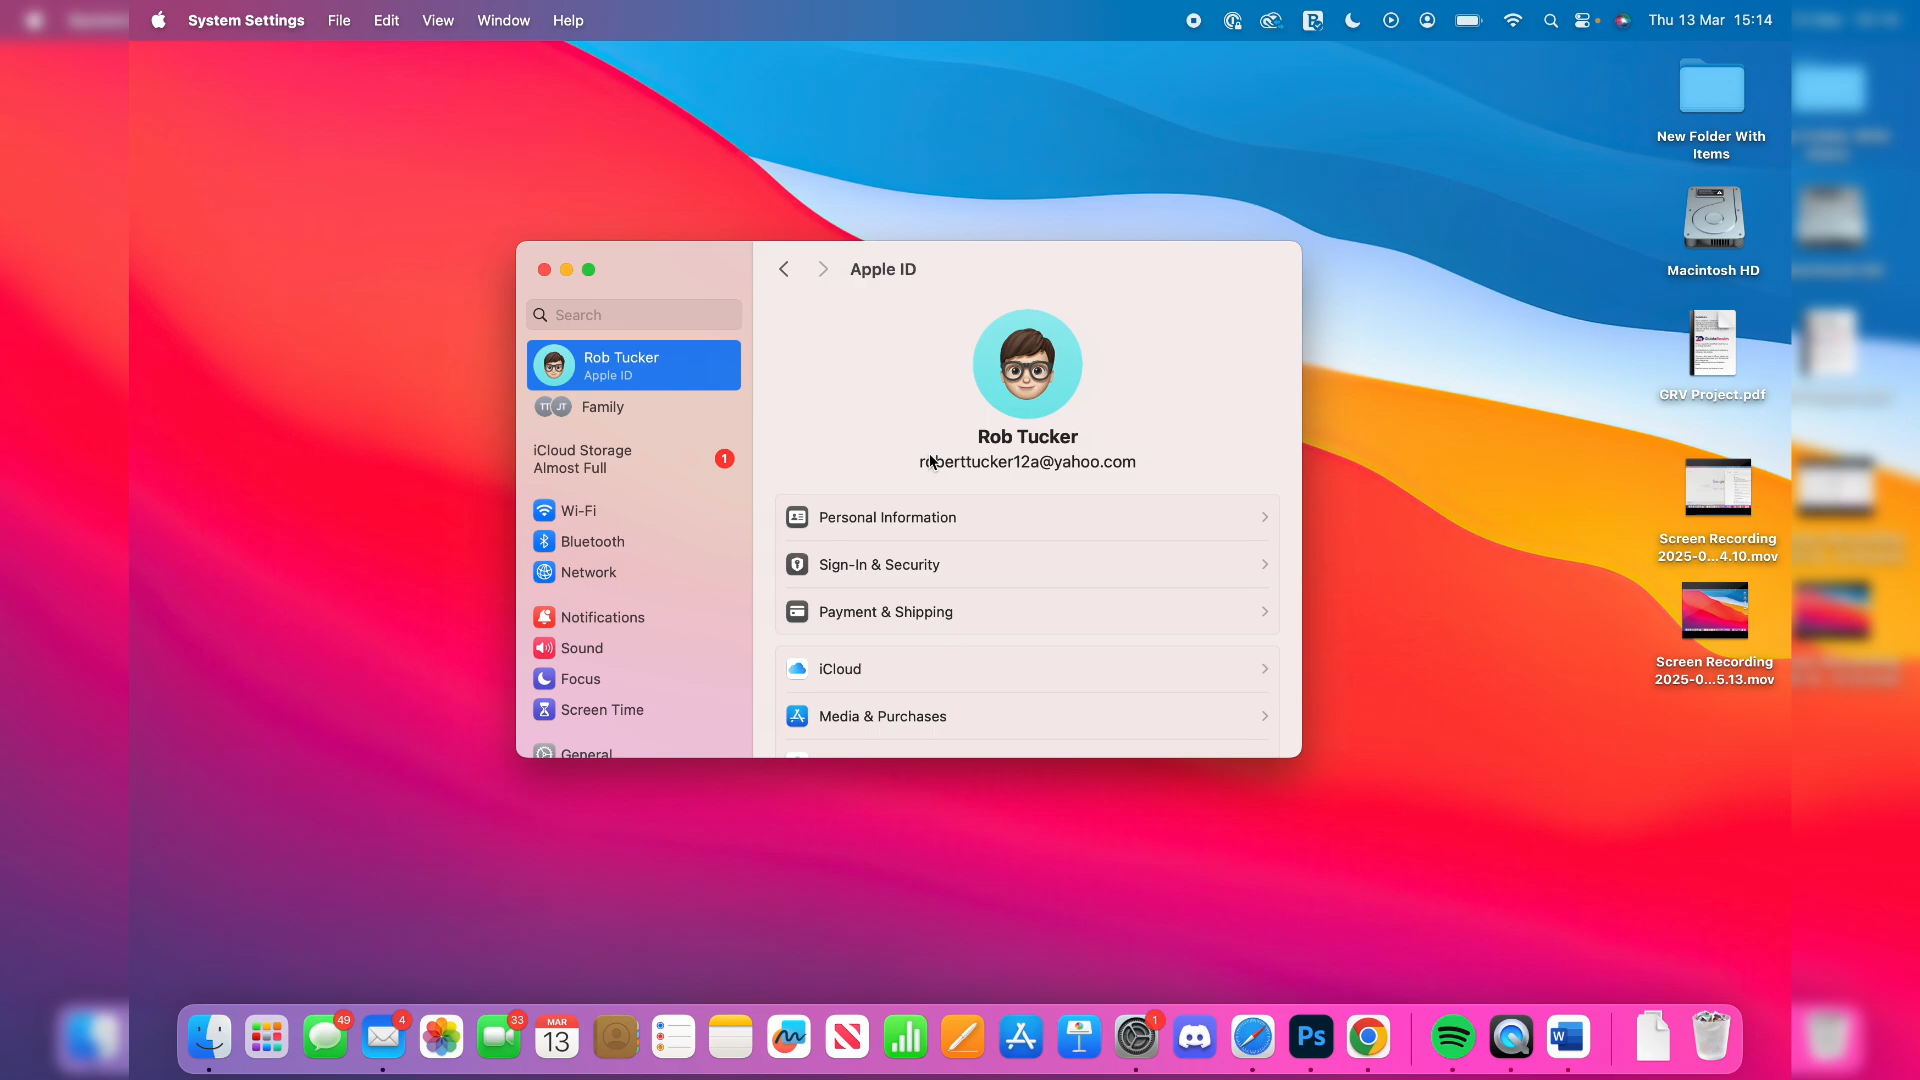 System Settings File Edit View Window Help
Thu 13 Mar 15:14
New Folder With
Items
Macintosh HD
GRV Project.pdf
Screen Recording
2025-0...4.10.mov
Screen Recording
2025-0...5.13.mov
Search
Rob Tucker
Apple ID
TT JT Family
iCloud Storage
Almost Full
1
Wi-Fi
Bluetooth
Network
Notifications
Sound
Focus
Screen Time
General
Apple ID
Rob Tucker
roberttucker12a@yahoo.com
Personal Information
Sign-In & Security
Payment & Shipping
iCloud
Media & Purchases
49
4
33
MAR
13
1
Ps
W